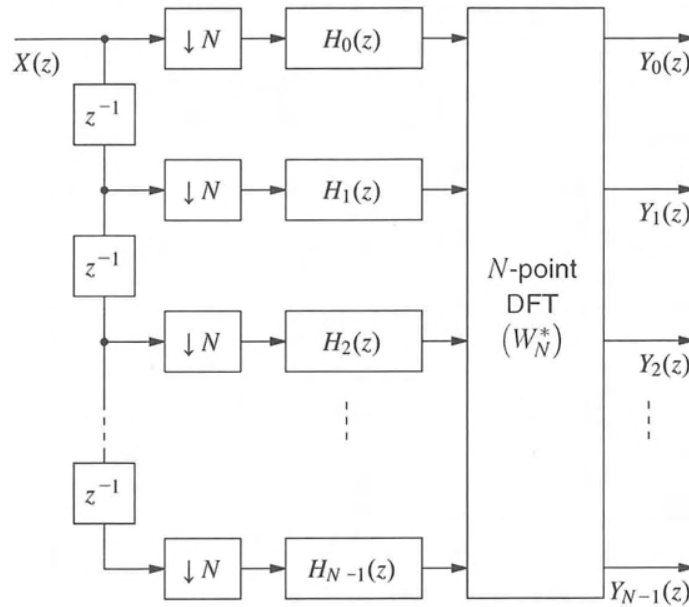 X(z)
↓ N
H₀(z)
Y₀(z)
z⁻¹
↓ N
H₁(z)
Y₁(z)
z⁻¹
N-point
DFT
(W*_N)
↓ N
H₂(z)
Y₂(z)
z⁻¹
↓ N
H_{N-1}(z)
Y_{N-1}(z)